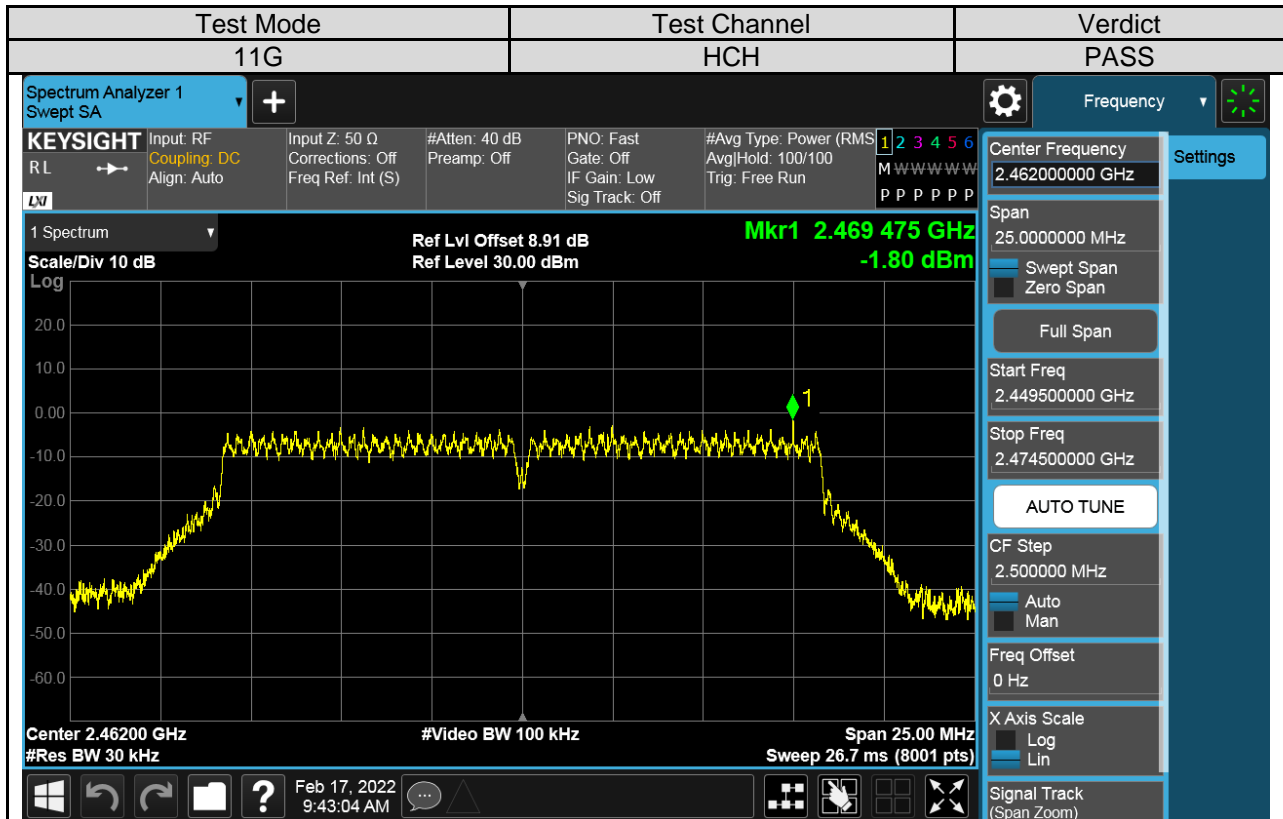 Test Mode Test Channel Verdict
11G HCH PASS
Spectrum Analyzer 1
Swept SA
+
Frequency
KEYSIGHT
RL
LXI
Input: RF
Coupling: DC
Align: Auto
Input Z: 50 Ω
Corrections: Off
Freq Ref: Int (S)
#Atten: 40 dB
Preamp: Off
PNO: Fast
Gate: Off
IF Gain: Low
Sig Track: Off
#Avg Type: Power (RMS
Avg|Hold: 100/100
Trig: Free Run
1 2 3 4 5 6
M W W W W W
P P P P P P
1 Spectrum
Scale/Div 10 dB
Log
Ref Lvl Offset 8.91 dB
Ref Level 30.00 dBm
Mkr1 2.469 475 GHz
-1.80 dBm
1
20.0
10.0
0.00
-10.0
-20.0
-30.0
-40.0
-50.0
-60.0
Center 2.46200 GHz
#Res BW 30 kHz
#Video BW 100 kHz
Span 25.00 MHz
Sweep 26.7 ms (8001 pts)
Center Frequency
2.462000000 GHz
Settings
Span
25.0000000 MHz
Swept Span
Zero Span
Full Span
Start Freq
2.449500000 GHz
Stop Freq
2.474500000 GHz
AUTO TUNE
CF Step
2.500000 MHz
Auto
Man
Freq Offset
0 Hz
X Axis Scale
Log
Lin
Signal Track
(Span Zoom)
?
Feb 17, 2022
9:43:04 AM